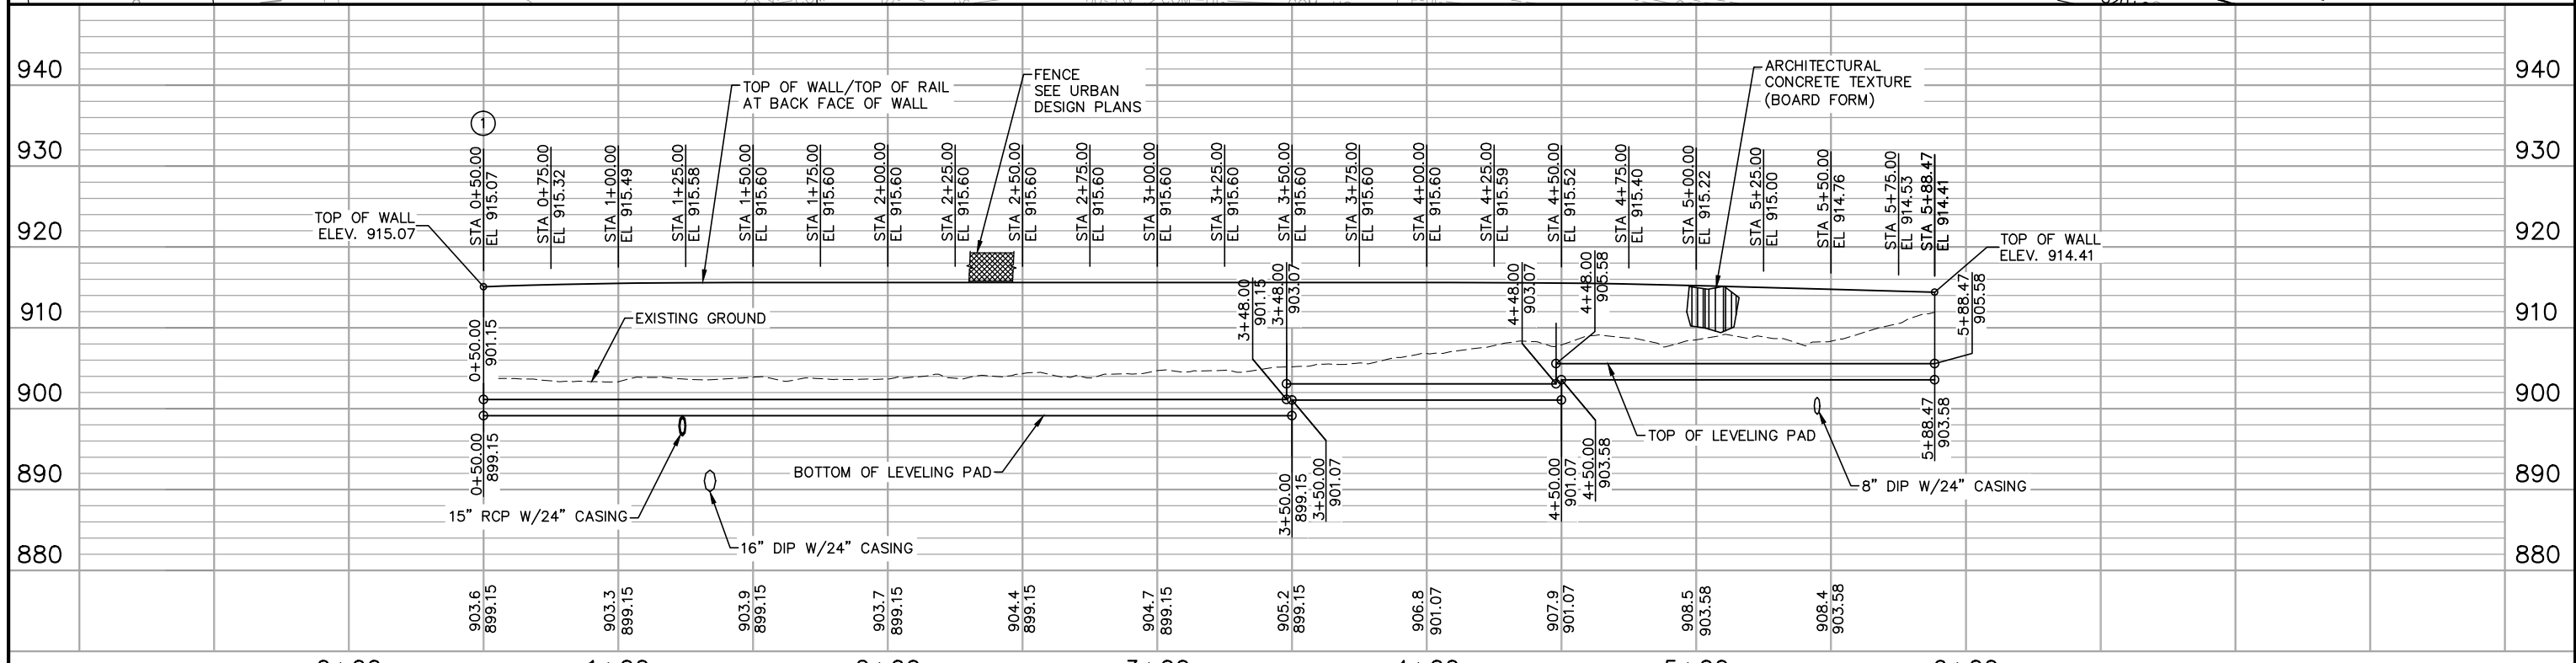 940
930
920
910
900
890
880
TOP OF WALL
ELEV. 915.07
1
TOP OF WALL/TOP OF RAIL
AT BACK FACE OF WALL
FENCE
SEE URBAN
DESIGN PLANS
ARCHITECTURAL
CONCRETE TEXTURE
(BOARD FORM)
STA 0+50.00
EL 915.07
STA 0+75.00
EL 915.32
STA 1+00.00
EL 915.49
STA 1+25.00
EL 915.58
STA 1+50.00
EL 915.60
STA 1+75.00
EL 915.60
STA 2+00.00
EL 915.60
STA 2+25.00
EL 915.60
STA 2+50.00
EL 915.60
STA 2+75.00
EL 915.60
STA 3+00.00
EL 915.60
STA 3+25.00
EL 915.60
STA 3+50.00
EL 915.60
STA 3+75.00
EL 915.60
STA 4+00.00
EL 915.60
STA 4+25.00
EL 915.59
STA 4+50.00
EL 915.52
STA 4+75.00
EL 915.40
STA 5+00.00
EL 915.22
STA 5+25.00
EL 915.00
STA 5+50.00
EL 914.76
STA 5+75.00
EL 914.53
STA 5+88.47
EL 914.41
TOP OF WALL
ELEV. 914.41
EXISTING GROUND
0+50.00
901.15
3+48.00
901.15
3+48.00
903.07
4+48.00
903.07
4+48.00
905.58
5+88.47
905.58
0+50.00
899.15
3+50.00
899.15
3+50.00
901.07
4+50.00
901.07
4+50.00
903.58
5+88.47
903.58
BOTTOM OF LEVELING PAD
TOP OF LEVELING PAD
15" RCP W/24" CASING
16" DIP W/24" CASING
8" DIP W/24" CASING
903.6
899.15
903.3
899.15
903.9
899.15
903.7
899.15
904.4
899.15
904.7
899.15
905.2
899.15
906.8
901.07
907.9
901.07
908.5
903.58
908.4
903.58
940
930
920
910
900
890
880